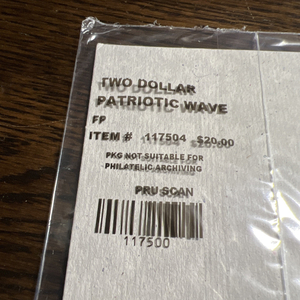 TWO DOLLAR
PATRIOTIC WAVE
FP
ITEM # 117504 $20.00
PKG NOT SUITABLE FOR
PHILATELIC ARCHIVING
PRU SCAN
117500